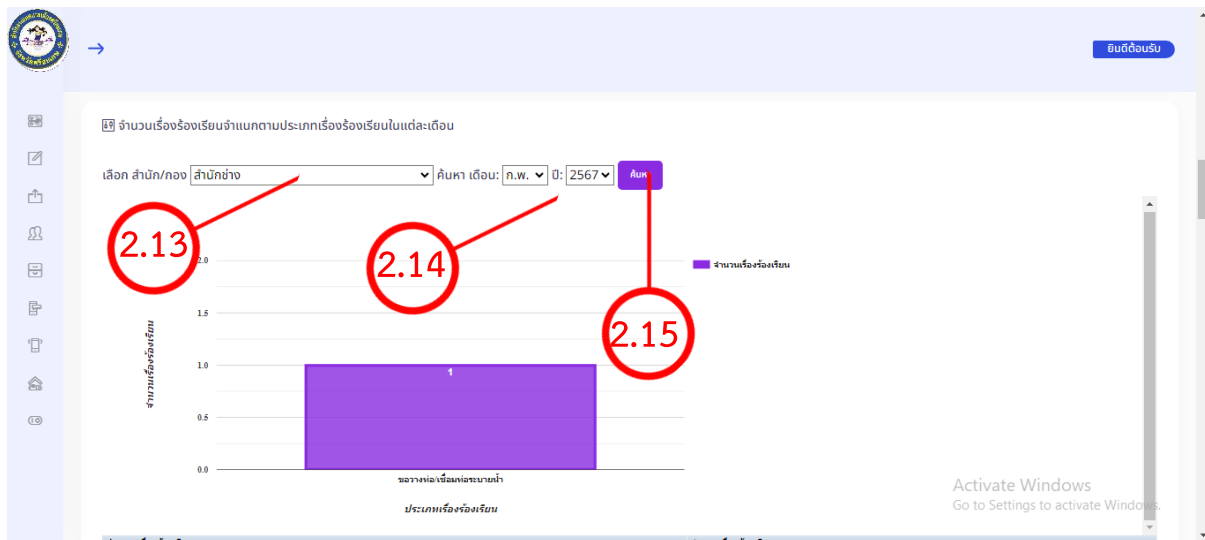 ยินดีต้อนรับ
จำนวนเรื่องร้องเรียนจำแนกตามประเภทเรื่องร้องเรียนในแต่ละเดือน
เลือก สำนัก/กอง สำนักช่าง ค้นหา เดือน: ก.พ. ปี: 2567 ค้นหา
2.13
2.14
2.15
จำนวนเรื่องร้องเรียน
2.0
1.5
1.0
0.5
0.0
จำนวนเรื่องร้องเรียน
1
ขอวางท่อ/เชื่อมท่อระบายน้ำ
ประเภทเรื่องร้องเรียน
Activate Windows
Go to Settings to activate Windows.